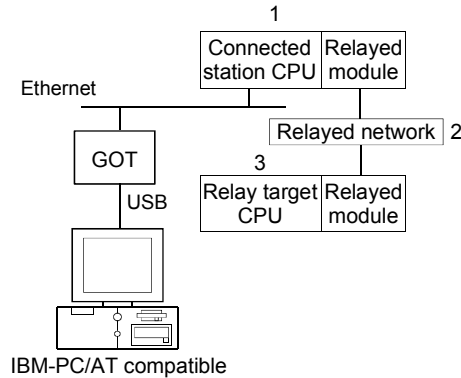 1
Connected
station CPU
Relayed
module
Ethernet
Relayed network 2
GOT
3
Relay target
CPU
Relayed
module
USB
IBM-PC/AT compatible